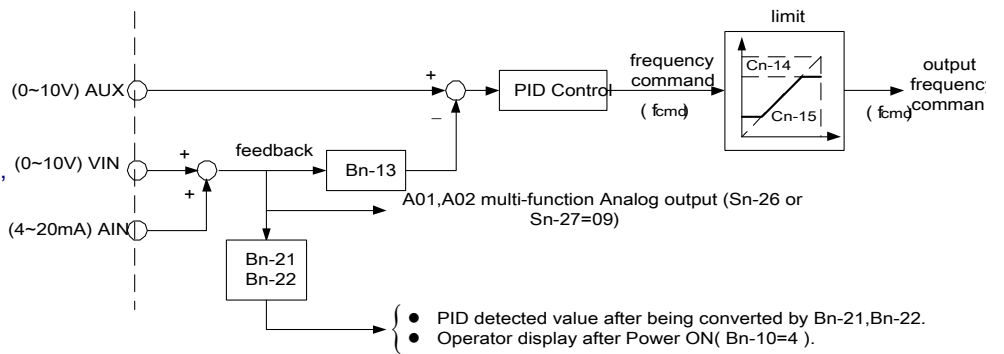 limit
Cn-14
Cn-15
frequency
command
( fcmd)
output
frequency
comman
( fcmd)
(0~10V) AUX
+
−
PID Control
(0~10V) VIN
,
+
+
feedback
Bn-13
A01,A02 multi-function Analog output (Sn-26 or
Sn-27=09)
(4~20mA) AIN
Bn-21
Bn-22
● PID detected value after being converted by Bn-21,Bn-22.
● Operator display after Power ON( Bn-10=4 ).